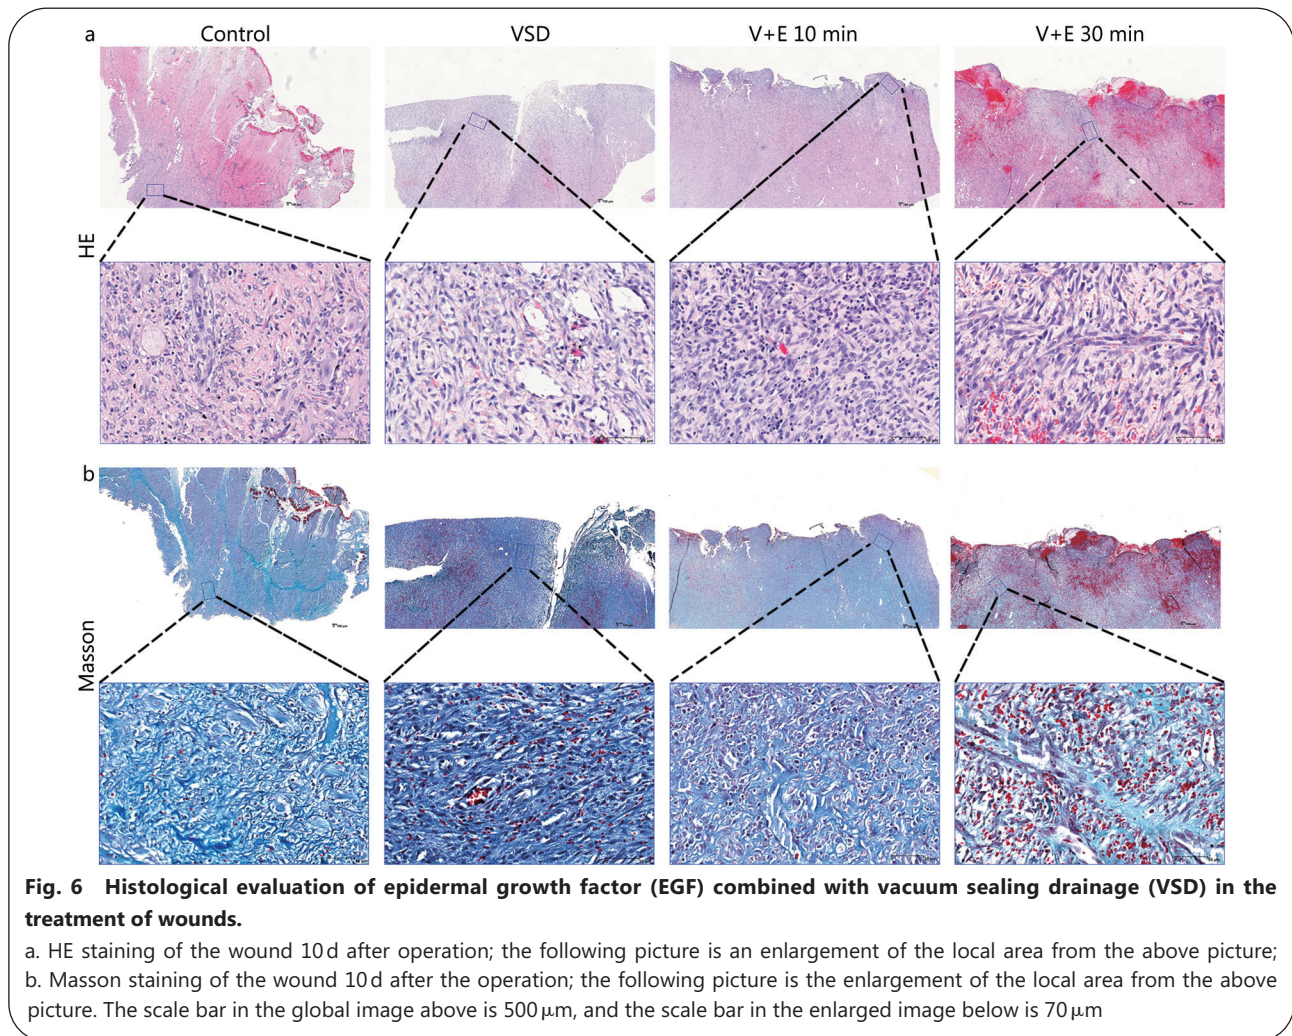 a
Control
VSD
V+E 10 min
V+E 30 min
HE
b
Masson
Fig. 6 Histological evaluation of epidermal growth factor (EGF) combined with vacuum sealing drainage (VSD) in the
treatment of wounds.
a. HE staining of the wound 10 d after operation; the following picture is an enlargement of the local area from the above picture;
b. Masson staining of the wound 10 d after the operation; the following picture is the enlargement of the local area from the above
picture. The scale bar in the global image above is 500 μm, and the scale bar in the enlarged image below is 70 μm